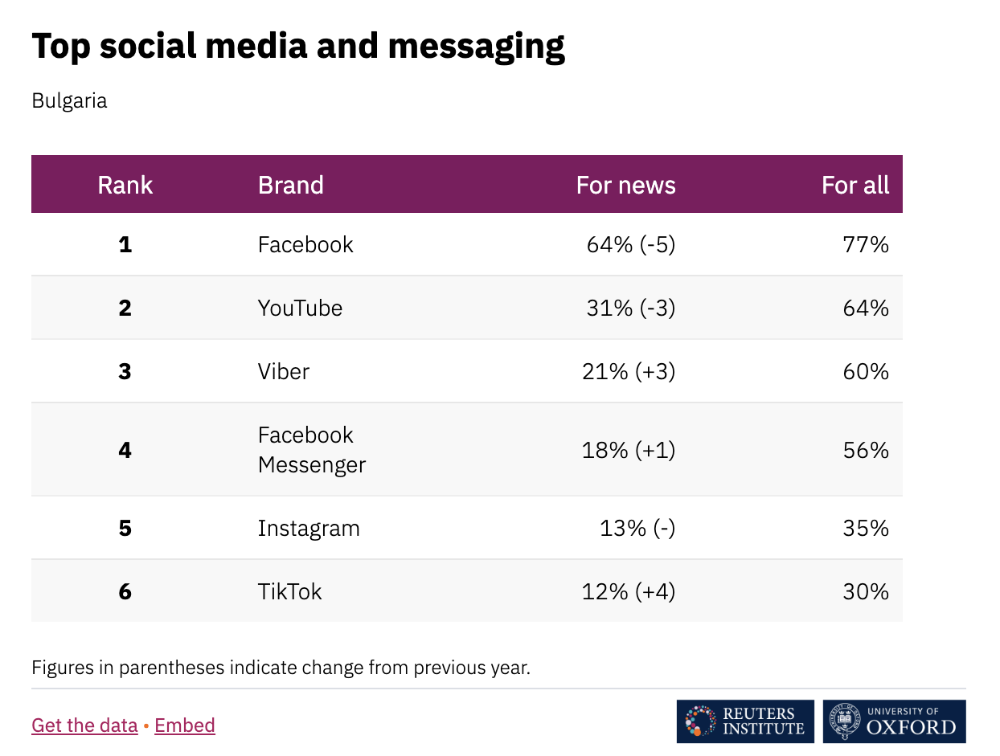 Top social media and messaging
Bulgaria
Rank Brand For news For all
1 Facebook 64% (-5) 77%
2 YouTube 31% (-3) 64%
3 Viber 21% (+3) 60%
4 Facebook Messenger 18% (+1) 56%
5 Instagram 13% (-) 35%
6 TikTok 12% (+4) 30%
Figures in parentheses indicate change from previous year.
Get the data • Embed
REUTERS
INSTITUTE
UNIVERSITY OF
OXFORD